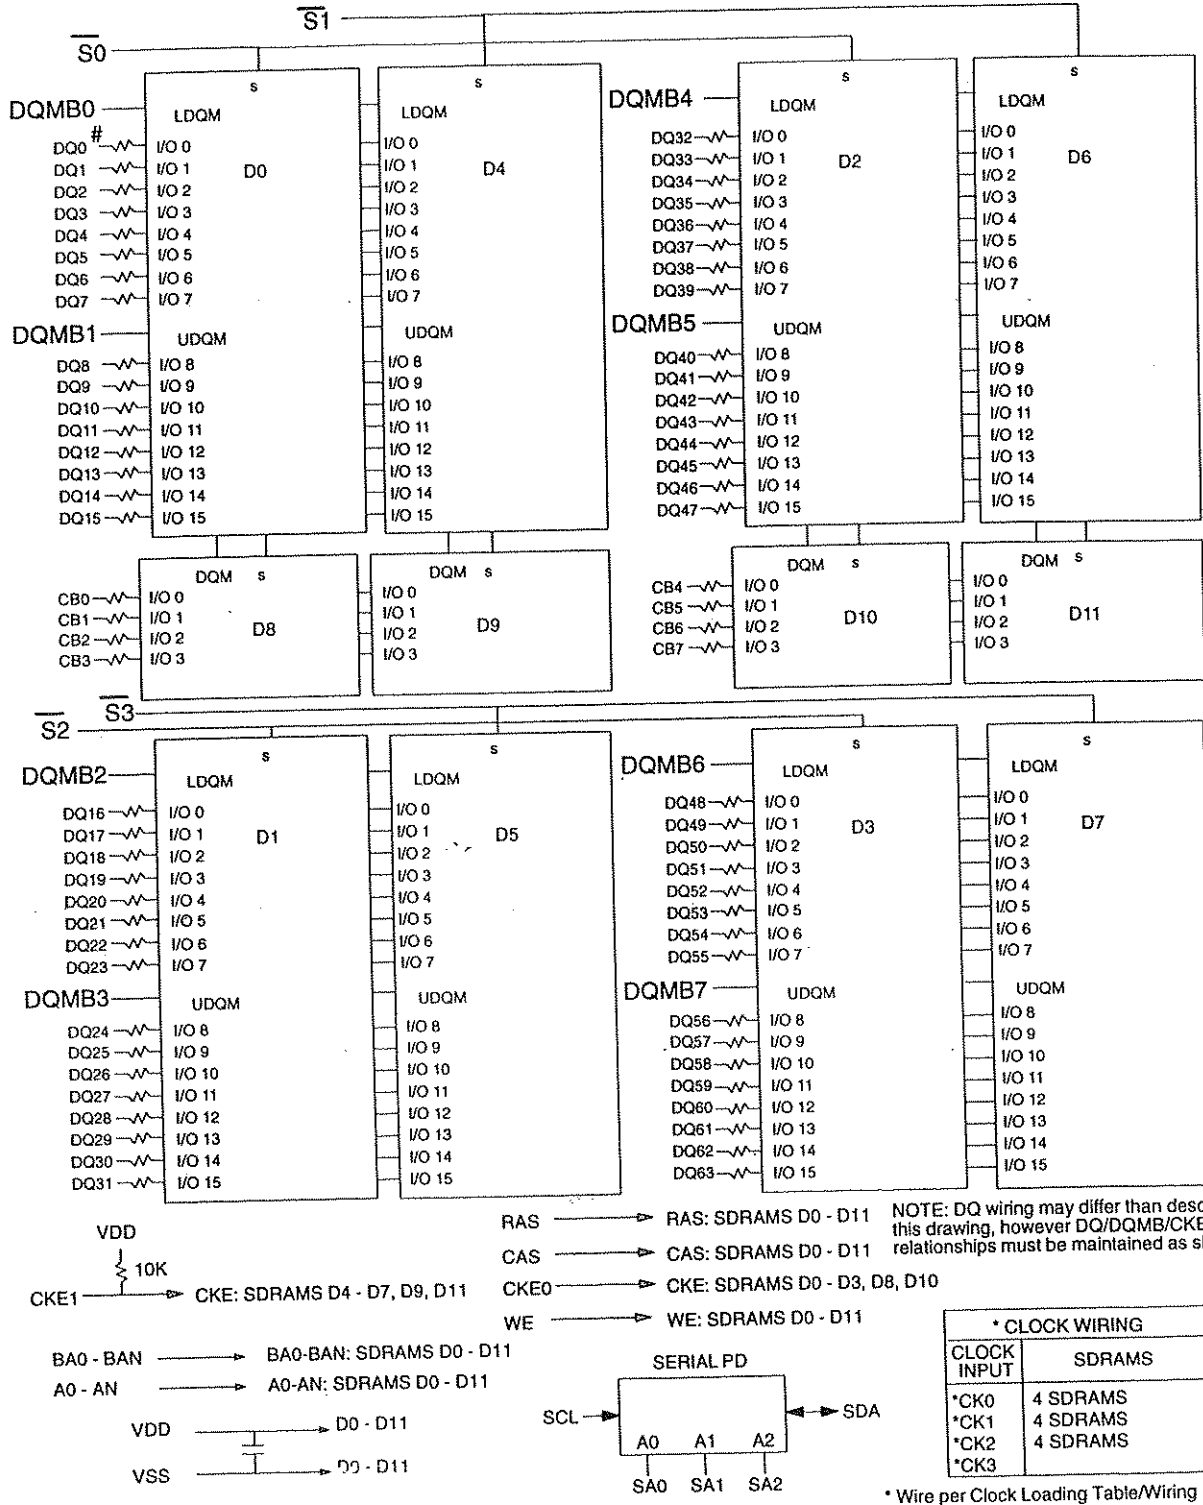 S1
S0
DQMB0
#
DQ0
DQ1
DQ2
DQ3
DQ4
DQ5
DQ6
DQ7
DQMB1
DQ8
DQ9
DQ10
DQ11
DQ12
DQ13
DQ14
DQ15
s
LDQM
I/O 0
I/O 1
I/O 2
I/O 3
I/O 4
I/O 5
I/O 6
I/O 7
D0
UDQM
I/O 8
I/O 9
I/O 10
I/O 11
I/O 12
I/O 13
I/O 14
I/O 15
s
LDQM
I/O 0
I/O 1
I/O 2
I/O 3
I/O 4
I/O 5
I/O 6
I/O 7
D4
UDQM
I/O 8
I/O 9
I/O 10
I/O 11
I/O 12
I/O 13
I/O 14
I/O 15
DQMB4
DQ32
DQ33
DQ34
DQ35
DQ36
DQ37
DQ38
DQ39
DQMB5
DQ40
DQ41
DQ42
DQ43
DQ44
DQ45
DQ46
DQ47
s
LDQM
I/O 0
I/O 1
I/O 2
I/O 3
I/O 4
I/O 5
I/O 6
I/O 7
D2
UDQM
I/O 8
I/O 9
I/O 10
I/O 11
I/O 12
I/O 13
I/O 14
I/O 15
s
LDQM
I/O 0
I/O 1
I/O 2
I/O 3
I/O 4
I/O 5
I/O 6
I/O 7
D6
UDQM
I/O 8
I/O 9
I/O 10
I/O 11
I/O 12
I/O 13
I/O 14
I/O 15
CB0
CB1
CB2
CB3
DQM s
I/O 0
I/O 1
I/O 2
I/O 3
D8
DQM s
I/O 0
I/O 1
I/O 2
I/O 3
D9
CB4
CB5
CB6
CB7
DQM s
I/O 0
I/O 1
I/O 2
I/O 3
D10
DQM s
I/O 0
I/O 1
I/O 2
I/O 3
D11
S3
S2
DQMB2
DQ16
DQ17
DQ18
DQ19
DQ20
DQ21
DQ22
DQ23
DQMB3
DQ24
DQ25
DQ26
DQ27
DQ28
DQ29
DQ30
DQ31
s
LDQM
I/O 0
I/O 1
I/O 2
I/O 3
I/O 4
I/O 5
I/O 6
I/O 7
D1
UDQM
I/O 8
I/O 9
I/O 10
I/O 11
I/O 12
I/O 13
I/O 14
I/O 15
s
LDQM
I/O 0
I/O 1
I/O 2
I/O 3
I/O 4
I/O 5
I/O 6
I/O 7
D5
UDQM
I/O 8
I/O 9
I/O 10
I/O 11
I/O 12
I/O 13
I/O 14
I/O 15
DQMB6
DQ48
DQ49
DQ50
DQ51
DQ52
DQ53
DQ54
DQ55
DQMB7
DQ56
DQ57
DQ58
DQ59
DQ60
DQ61
DQ62
DQ63
s
LDQM
I/O 0
I/O 1
I/O 2
I/O 3
I/O 4
I/O 5
I/O 6
I/O 7
D3
UDQM
I/O 8
I/O 9
I/O 10
I/O 11
I/O 12
I/O 13
I/O 14
I/O 15
s
LDQM
I/O 0
I/O 1
I/O 2
I/O 3
I/O 4
I/O 5
I/O 6
I/O 7
D7
UDQM
I/O 8
I/O 9
I/O 10
I/O 11
I/O 12
I/O 13
I/O 14
I/O 15
VDD
10K
CKE1 CKE: SDRAMS D4 - D7, D9, D11
BA0 - BAN BA0-BAN: SDRAMS D0 - D11
A0 - AN A0-AN: SDRAMS D0 - D11
VDD D0 - D11
VSS D0 - D11
RAS RAS: SDRAMS D0 - D11
CAS CAS: SDRAMS D0 - D11
CKE0 CKE: SDRAMS D0 - D3, D8, D10
WE WE: SDRAMS D0 - D11
SERIAL PD
SCL SDA
A0 A1 A2
SA0 SA1 SA2
NOTE: DQ wiring may differ than
this drawing, however DQ/DQMB/CKE
relationships must be maintained as
* CLOCK WIRING
CLOCK INPUT SDRAMS
*CK0 4 SDRAMS
*CK1 4 SDRAMS
*CK2 4 SDRAMS
*CK3
* Wire per Clock Loading Table/Wiring